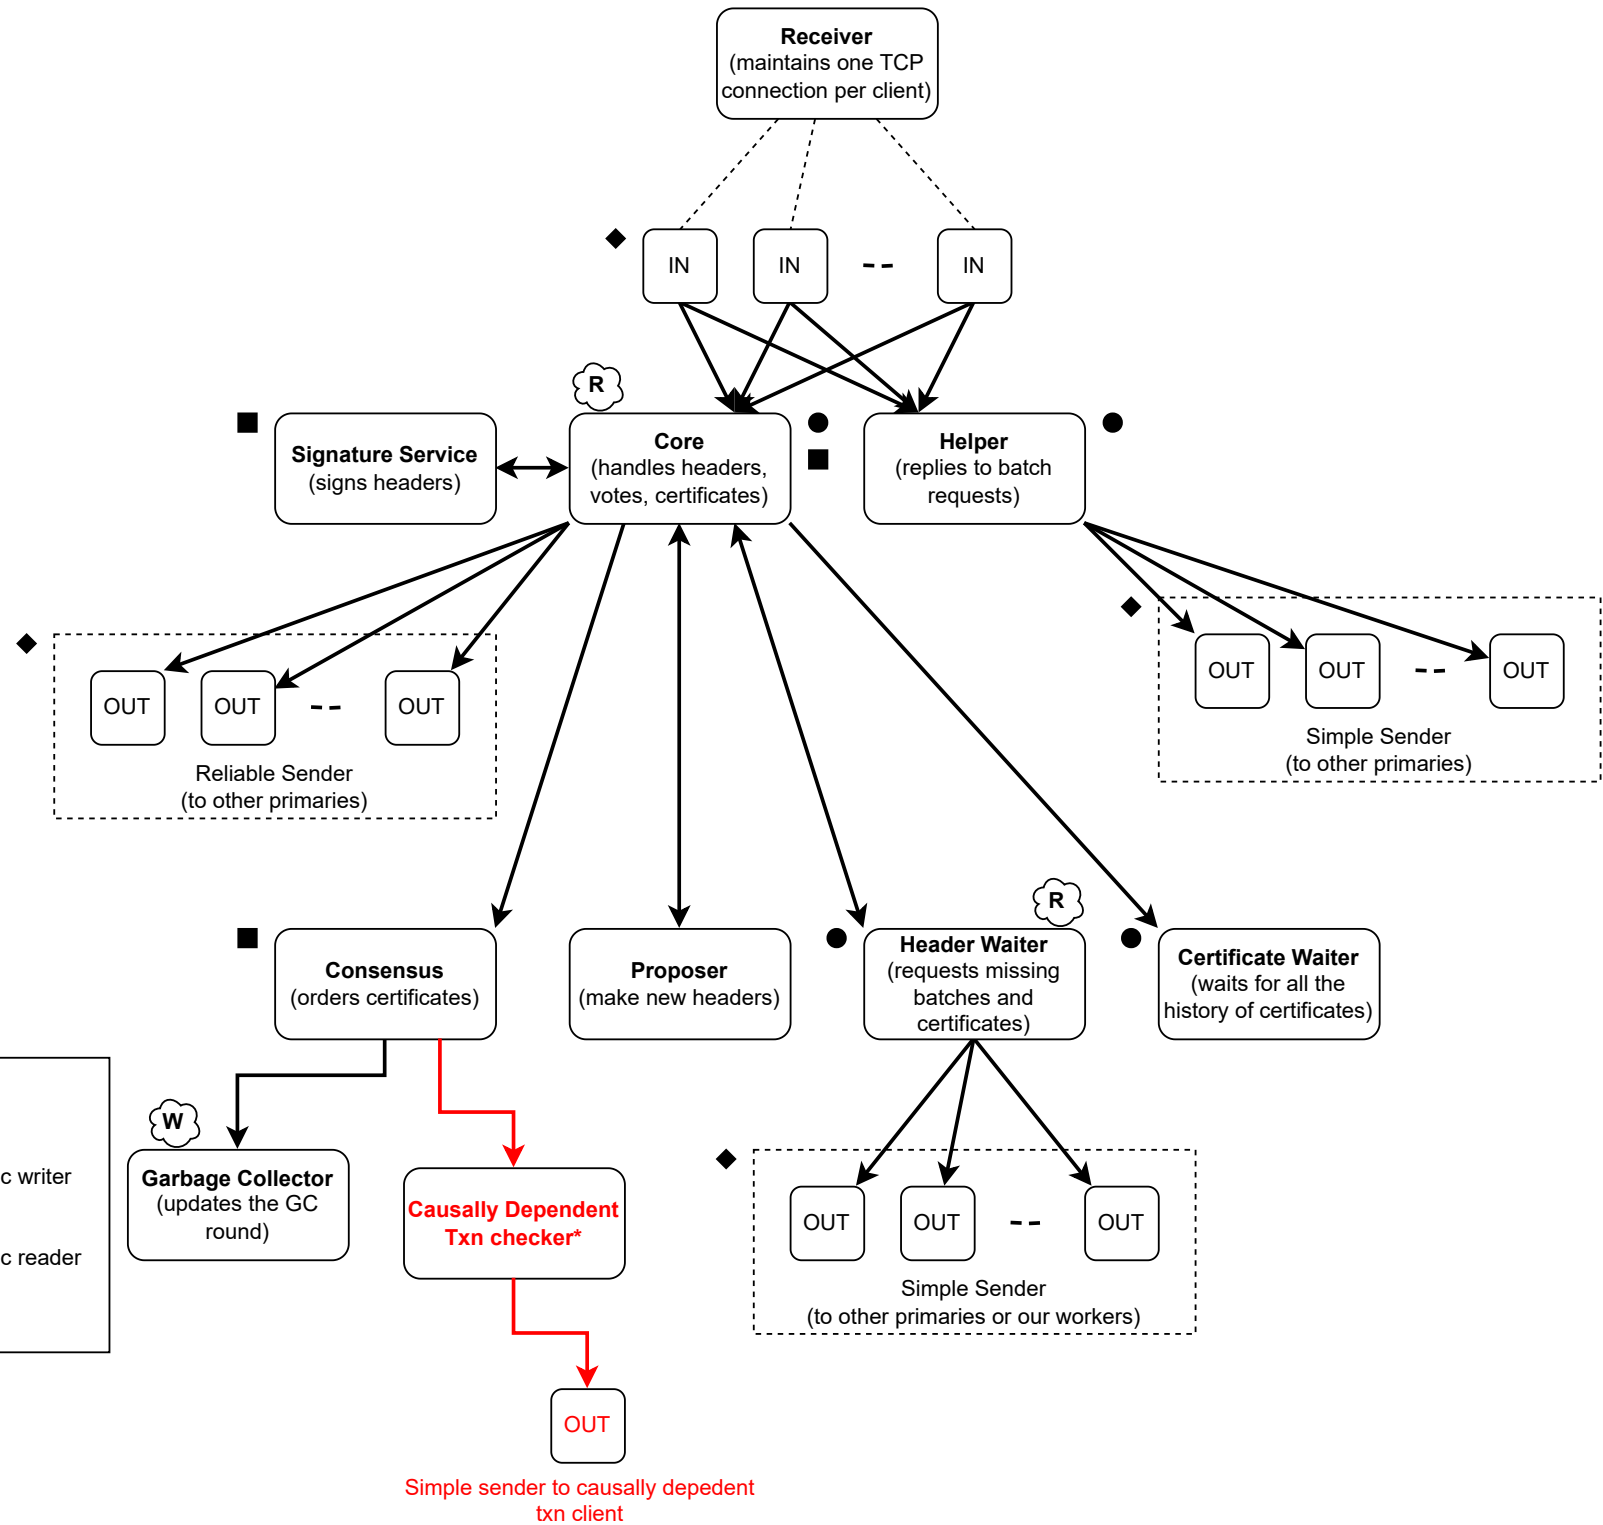 Receiver
(maintains one TCP
connection per client)
IN
IN
--
IN
R
Signature Service
(signs headers)
Core
(handles headers,
votes, certificates)
Helper
(replies to batch
requests)
OUT
OUT
--
OUT
Reliable Sender
(to other primaries)
OUT
OUT
--
OUT
Simple Sender
(to other primaries)
R
Consensus
(orders certificates)
Proposer
(make new headers)
Header Waiter
(requests missing
batches and
certificates)
Certificate Waiter
(waits for all the
history of certificates)
c writer
c reader
W
Garbage Collector
(updates the GC
round)
Causally Dependent
Txn checker*
OUT
OUT
--
OUT
Simple Sender
(to other primaries or our workers)
OUT
Simple sender to causally depedent
txn client